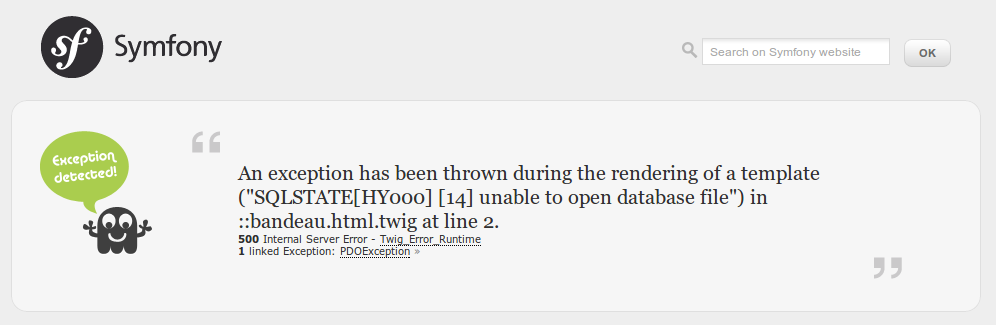 sf Symfony
Search on Symfony website
OK
Exception
detected!
“
An exception has been thrown during the rendering of a template
("SQLSTATE[HY000] [14] unable to open database file") in
::bandeau.html.twig at line 2.
500 Internal Server Error - Twig_Error_Runtime
1 linked Exception: PDOException »
”